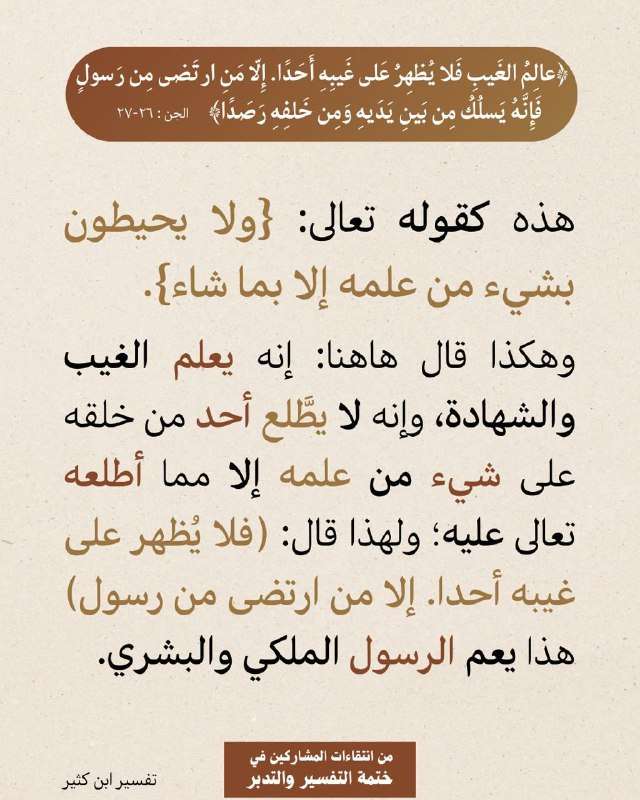 ﴿عالِمُ الغَيبِ فَلا يُظهِرُ عَلى غَيبِهِ أَحَدًا. إِلّا مَنِ ارتَضى مِن رَسولٍ
فَإِنَّهُ يَسلُكُ مِن بَينِ يَدَيهِ وَمِن خَلفِهِ رَصَدًا﴾ الجن : ٢٦-٢٧
هذه كقوله تعالى: {ولا يحيطون
بشيء من علمه إلا بما شاء}.
وهكذا قال هاهنا: إنه يعلم الغيب
والشهادة، وإنه لا يطَّلع أحد من خلقه
على شيء من علمه إلا مما أطلعه
تعالى عليه؛ ولهذا قال: (فلا يُظهر على
غيبه أحدا. إلا من ارتضى من رسول)
هذا يعم الرسول الملكي والبشري.
من انتقاءات المشاركين في
ختمة التفسير والتدبر
تفسير ابن كثير